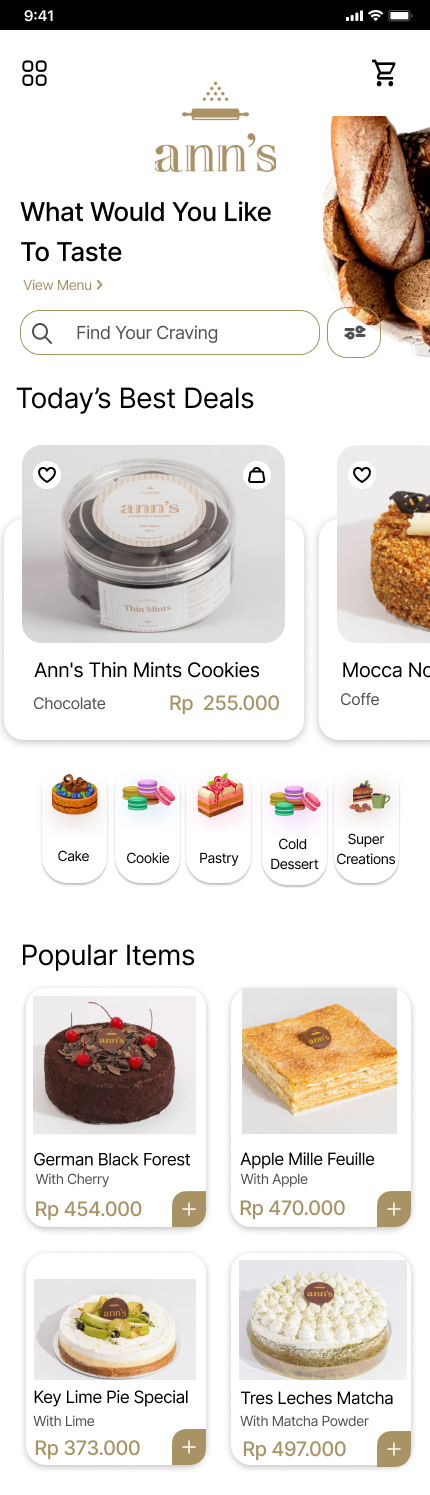 9:41
ann's
What Would You Like
To Taste
View Menu >
Find Your Craving
Today’s Best Deals
ann's
Thin Mints
Ann's Thin Mints Cookies
Chocolate
Rp 255.000
Mocca No
Coffe
Cake
Cookie
Pastry
Cold
Dessert
Super
Creations
Popular Items
ann's
German Black Forest
With Cherry
Rp 454.000
+
ann's
Apple Mille Feuille
With Apple
Rp 470.000
+
ann's
Key Lime Pie Special
With Lime
Rp 373.000
+
ann's
Tres Leches Matcha
With Matcha Powder
Rp 497.000
+